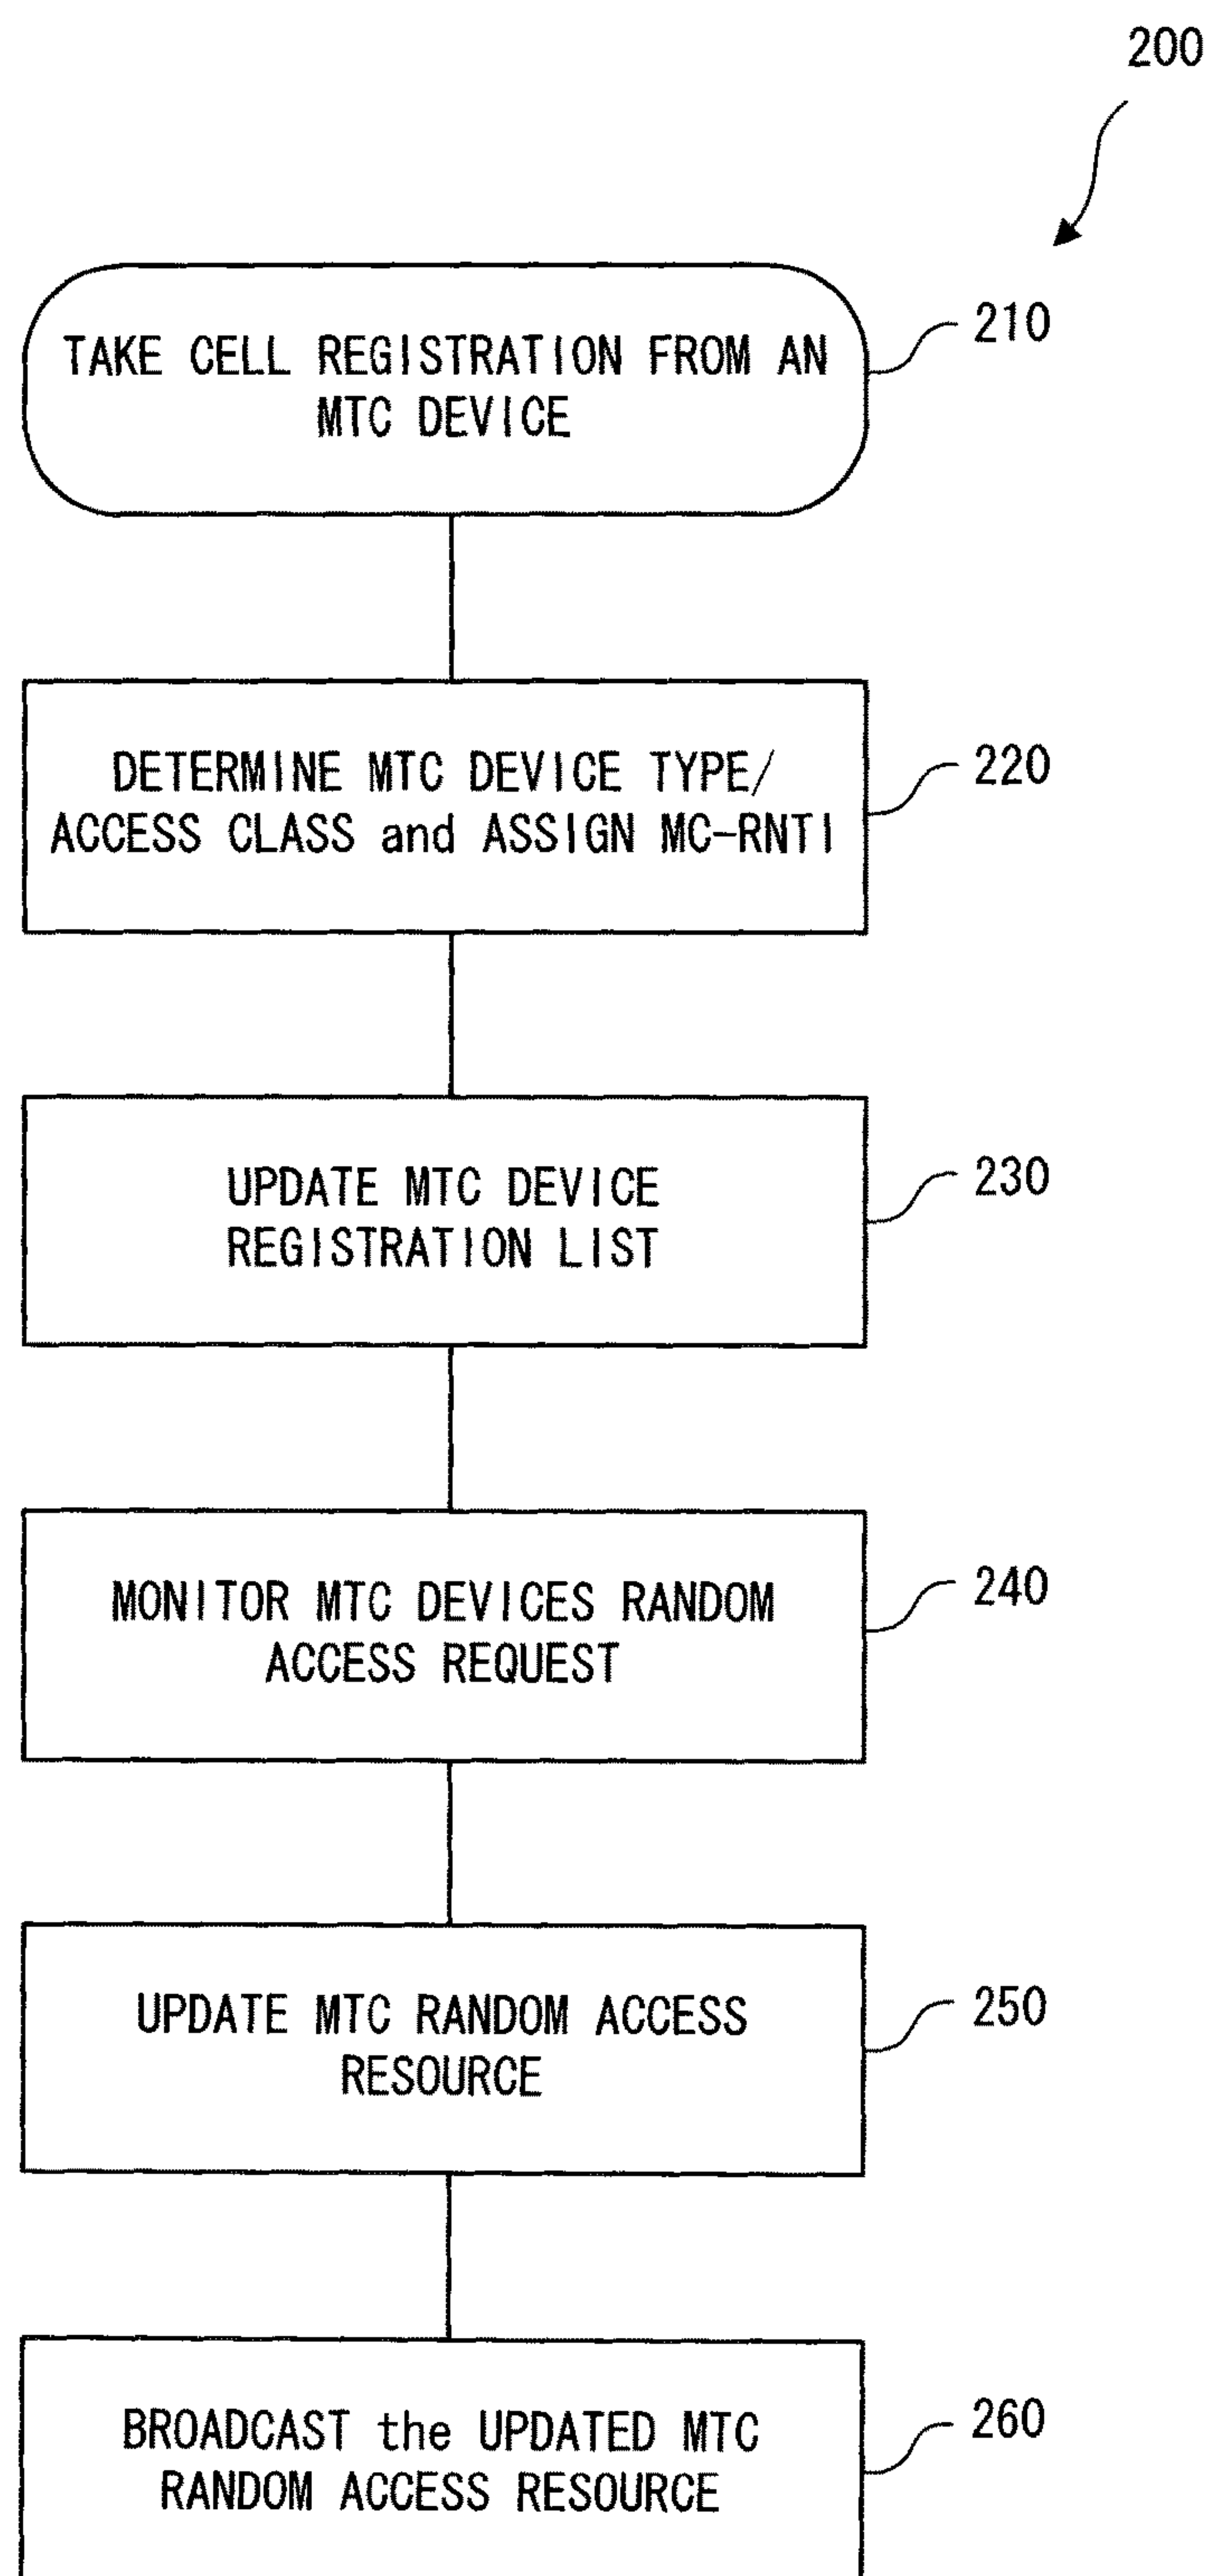 200
TAKE CELL REGISTRATION FROM AN
MTC DEVICE
210
DETERMINE MTC DEVICE TYPE/
ACCESS CLASS and ASSIGN MC-RNTI
220
UPDATE MTC DEVICE
REGISTRATION LIST
230
MONITOR MTC DEVICES RANDOM
ACCESS REQUEST
240
UPDATE MTC RANDOM ACCESS
RESOURCE
250
BROADCAST the UPDATED MTC
RANDOM ACCESS RESOURCE
260